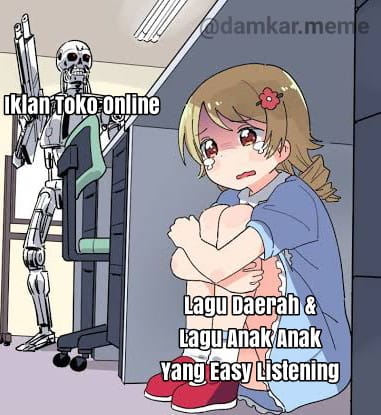 @damkar.meme
Iklan Toko Online
Lagu Daerah &
Lagu Anak Anak
Yang Easy Listening